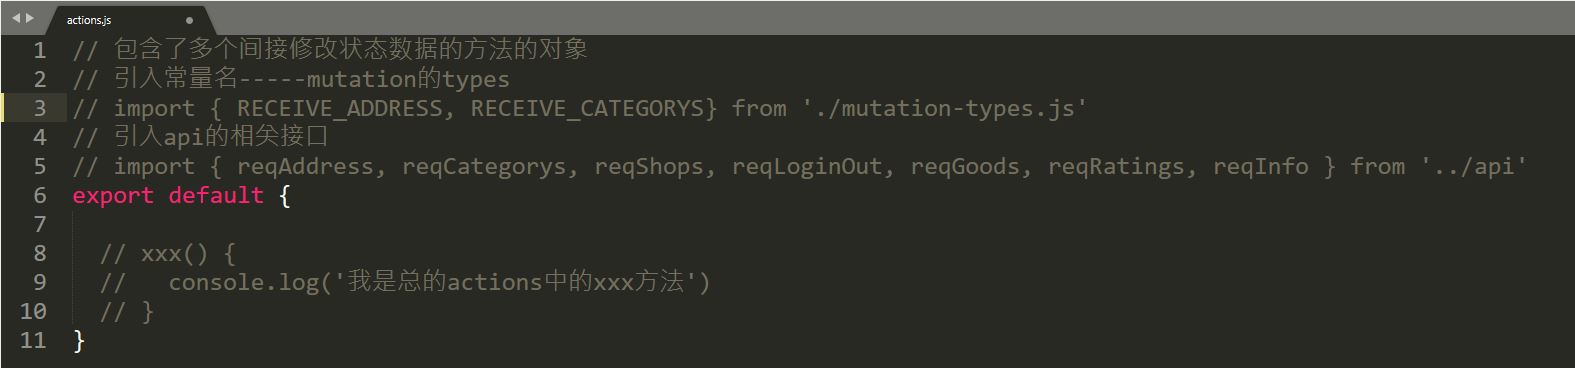 actions.js
1 // 包含了多个间接修改状态数据的方法的对象
2 // 引入常量名-----mutation的types
3 // import { RECEIVE_ADDRESS, RECEIVE_CATEGORYS} from './mutation-types.js'
4 // 引入api的相关接口
5 // import { reqAddress, reqCategorys, reqShops, reqLoginOut, reqGoods, reqRatings, reqInfo } from '../api'
6 export default {
7
8   // xxx() {
9   //   console.log('我是总的actions中的xxx方法')
10   // }
11 }